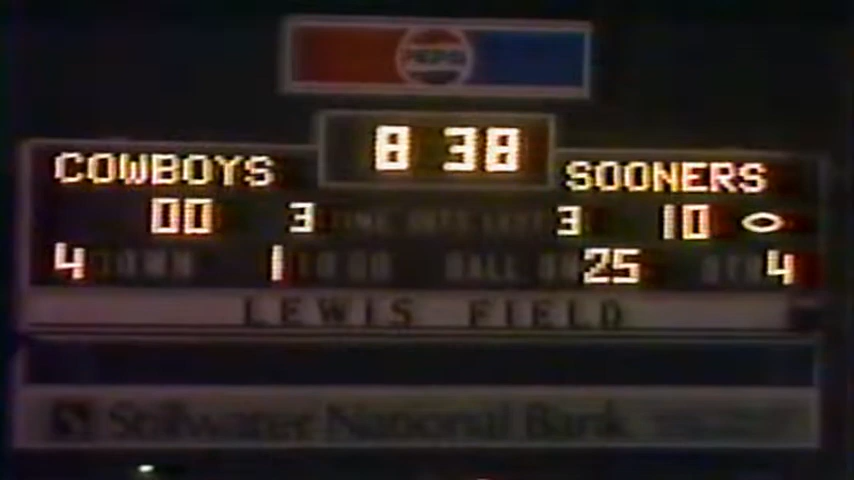 PEPSI
8 38
COWBOYS SOONERS
00 3 TIME OUTS LEFT 3 10
4 DOWN 1 TO GO BALL ON 25 QTR 4
LEWIS FIELD
Stillwater National Bank